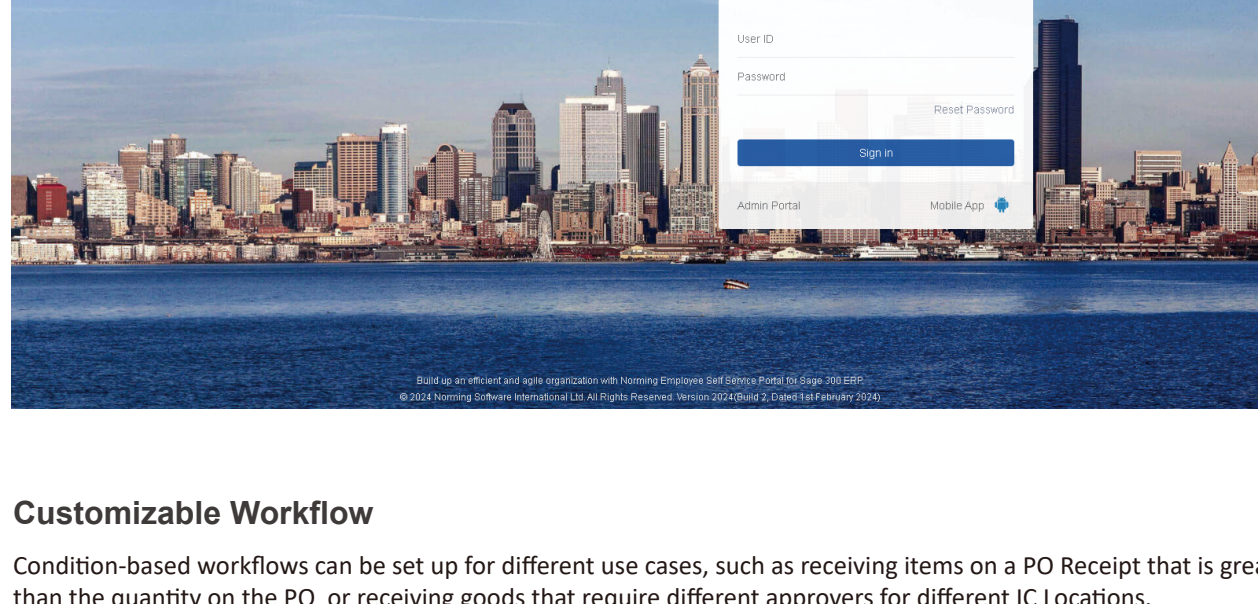 User ID
Password
Reset Password
Sign in
Admin Portal
Mobile App
Build up an efficient and agile organization with Norming Employee Self Service Portal for Sage 300 ERP.
© 2024 Norming Software International Ltd. All Rights Reserved. Version 2024(Build 2, Dated 1st February 2024)
Customizable Workflow
Condition-based workflows can be set up for different use cases, such as receiving items on a PO Receipt that is
than the quantity on the PO, or receiving goods that require different approvers for different IC Locations.